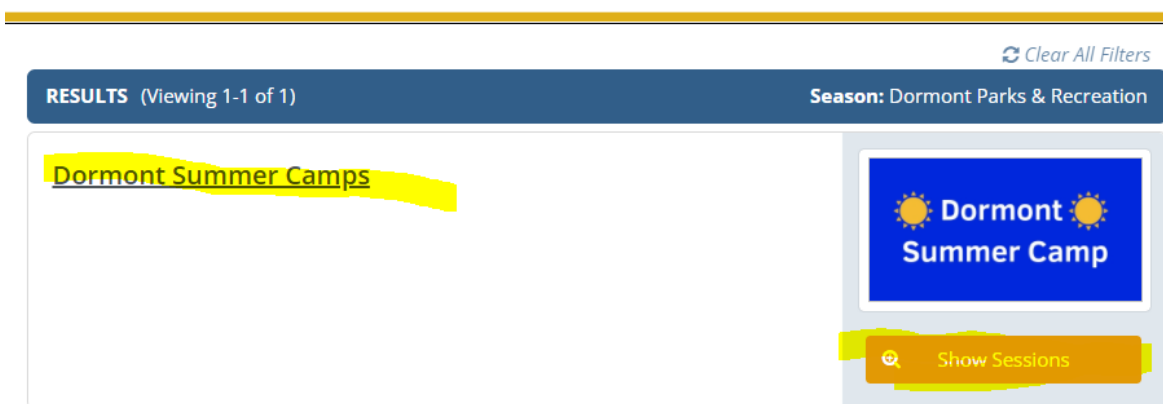 Clear All Filters
RESULTS (Viewing 1-1 of 1) Season: Dormont Parks & Recreation
Dormont Summer Camps
Dormont
Summer Camp
Show Sessions